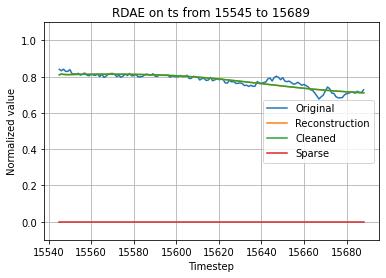 RDAE on ts from 15545 to 15689
Normalized value
1.0
0.8
0.6
0.4
0.2
0.0
Original
Reconstruction
Cleaned
Sparse
15540 15560 15580 15600 15620 15640 15660 15680
Timestep